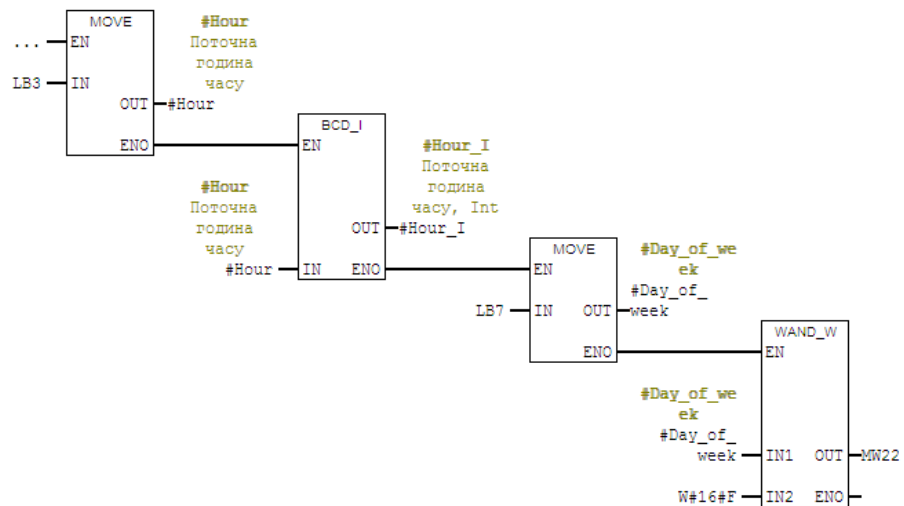 MOVE
#Hour
Поточна
година
часу
... EN
LB3 IN
OUT #Hour
ENO
BCD_I
EN
#Hour
Поточна
година
часу
#Hour_I
Поточна
година
часу, Int
OUT #Hour_I
#Hour IN ENO
MOVE
EN
#Day_of_we
ek
#Day_of_
LB7 IN OUT week
ENO
WAND_W
EN
#Day_of_we
ek
#Day_of_
week IN1 OUT MW22
W#16#F IN2 ENO